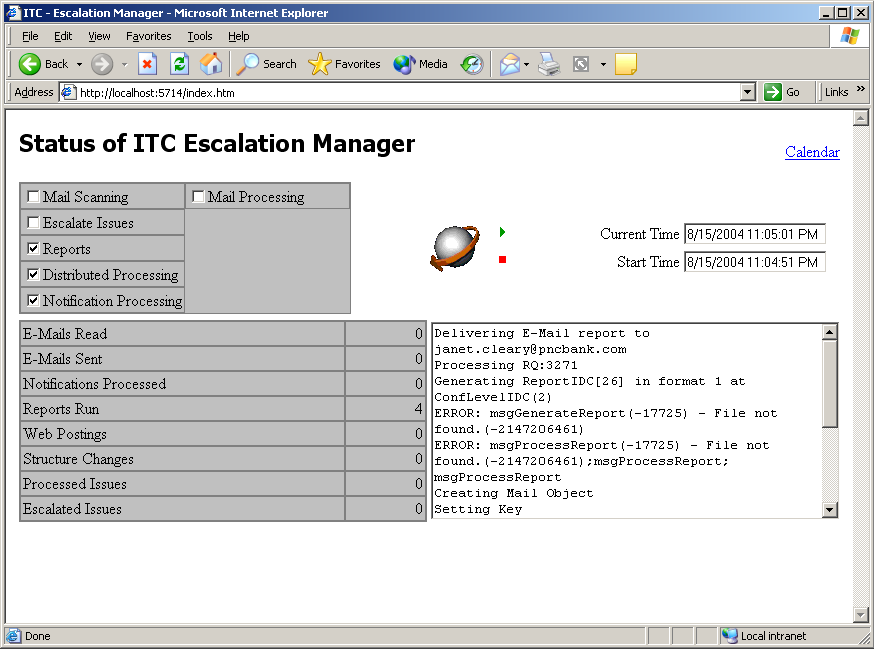 ITC - Escalation Manager - Microsoft Internet Explorer
File Edit View Favorites Tools Help
Back Search Favorites Media
Address http://localhost:5714/index.htm Go Links »
Status of ITC Escalation Manager
Calendar
Mail Scanning Mail Processing
Escalate Issues
Reports
Distributed Processing
Notification Processing
Current Time 8/15/2004 11:05:01 PM
Start Time 8/15/2004 11:04:51 PM
E-Mails Read 0
E-Mails Sent 0
Notifications Processed 0
Reports Run 4
Web Postings 0
Structure Changes 0
Processed Issues 0
Escalated Issues 0
Delivering E-Mail report to
janet.cleary@pncbank.com
Processing RQ:3271
Generating ReportIDC[26] in format 1 at
ConfLevelIDC(2)
ERROR: msgGenerateReport(-17725) - File not
found.(-2147206461)
ERROR: msgProcessReport(-17725) - File not
found.(-2147206461);msgProcessReport;
msgProcessReport
Creating Mail Object
Setting Key
Done Local intranet